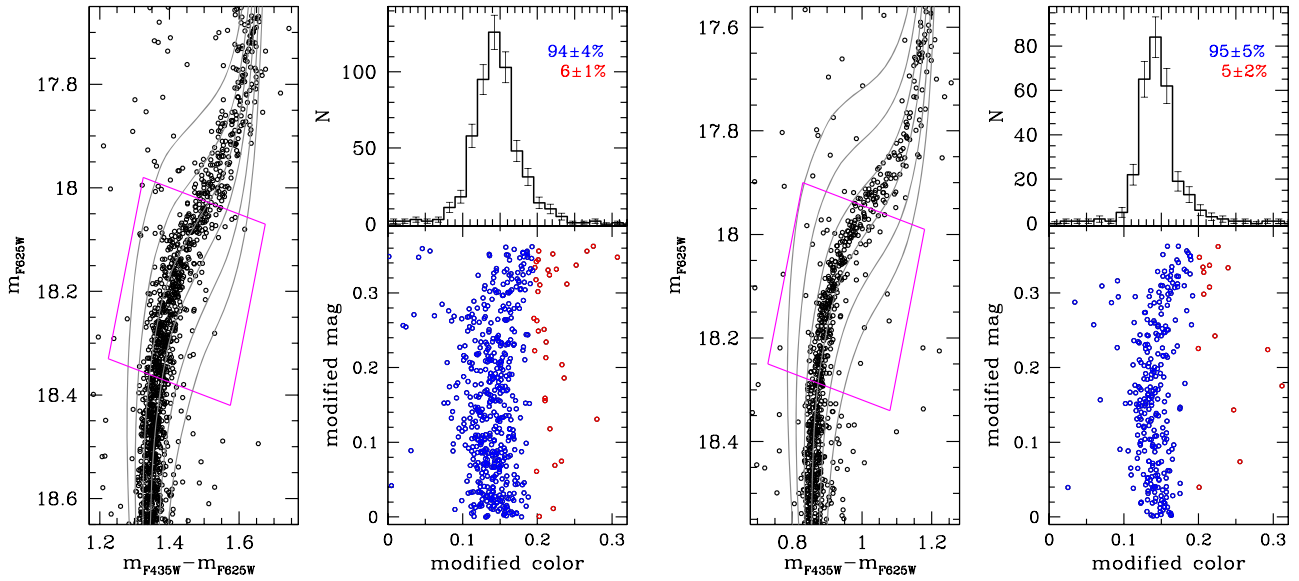 17.8
18
18.2
18.4
18.6
m_F625W
1.2 1.4 1.6
m_F435W−m_F625W
100
50
0
N
94±4%
6±1%
0.3
0.2
0.1
0
modified mag
0 0.1 0.2 0.3
modified color
17.6
17.8
18
18.2
18.4
m_F625W
0.8 1 1.2
m_F435W−m_F625W
80
60
40
20
0
N
95±5%
5±2%
0.3
0.2
0.1
0
modified mag
0 0.1 0.2 0.3
modified color